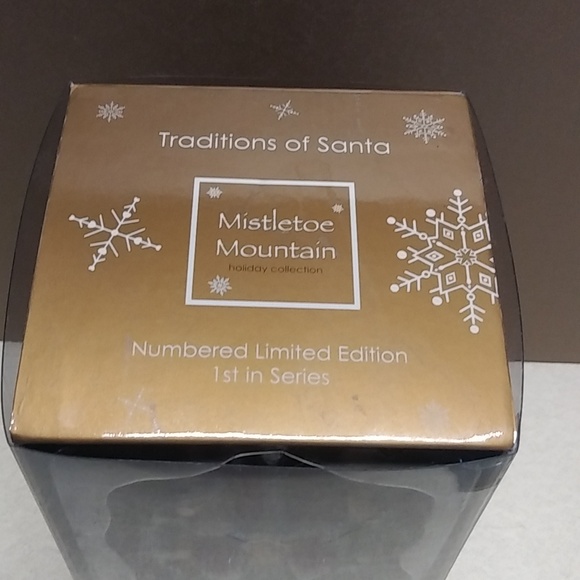 Traditions of Santa
Mistletoe
Mountain
holiday collection
Numbered Limited Edition
1st in Series